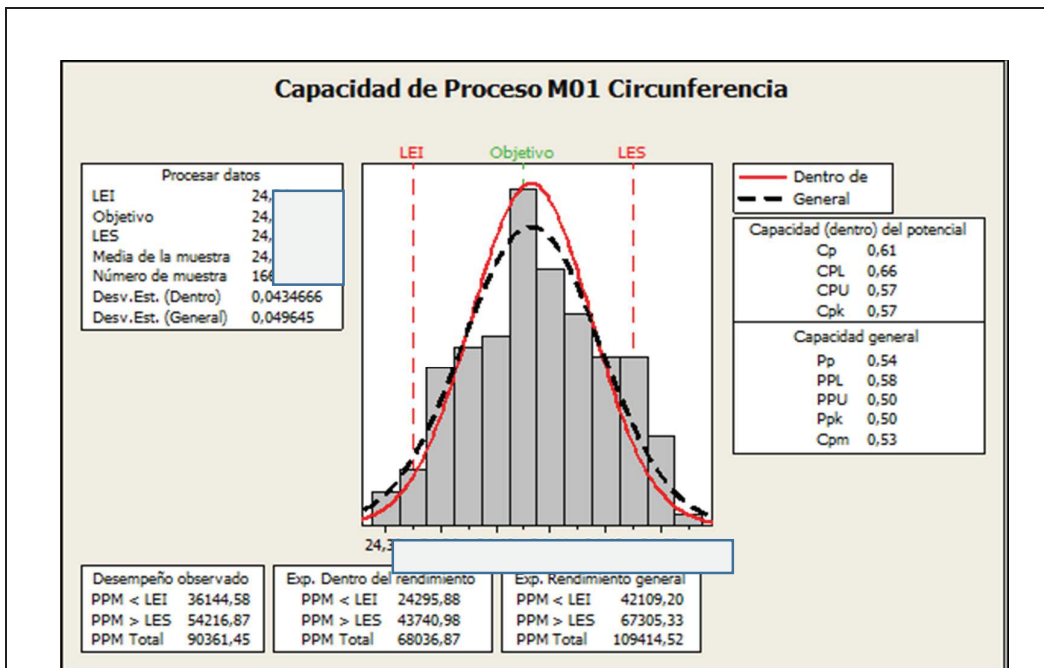 Capacidad de Proceso M01 Circunferencia
LEI Objetivo LES
Procesar datos
LEI 24,
Objetivo 24,
LES 24,
Media de la muestra 24,
Número de muestra 166
Desv.Est. (Dentro) 0,0434666
Desv.Est. (General) 0,049645
Dentro de
General
Capacidad (dentro) del potencial
Cp 0,61
CPL 0,66
CPU 0,57
Cpk 0,57
Capacidad general
Pp 0,54
PPL 0,58
PPU 0,50
Ppk 0,50
Cpm 0,53
24,3
Desempeño observado
PPM < LEI 36144,58
PPM > LES 54216,87
PPM Total 90361,45
Exp. Dentro del rendimiento
PPM < LEI 24295,88
PPM > LES 43740,98
PPM Total 68036,87
Exp. Rendimiento general
PPM < LEI 42109,20
PPM > LES 67305,33
PPM Total 109414,52